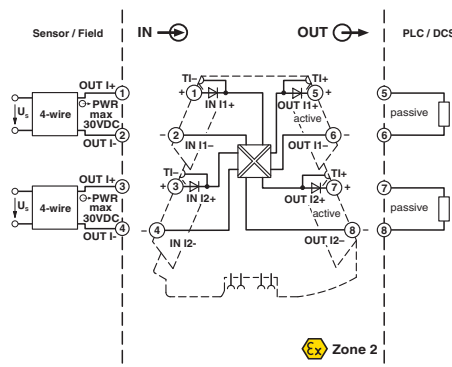 Sensor / Field
IN
OUT
PLC / DCS
OUT I+
1
PWR
max
30VDC
Us
4-wire
OUT I-
2
OUT I+
3
PWR
max
30VDC
Us
4-wire
OUT I-
4
TI–
+
1
IN I1+
–
2
IN I1–
TI–
+
3
IN I2+
–
4
IN I2-
TI+
5
+
OUT I1+
active
6
–
OUT I1–
TI+
7
+
OUT I2+
active
8
–
OUT I2–
5
passive
6
7
passive
8
Ex
Zone 2